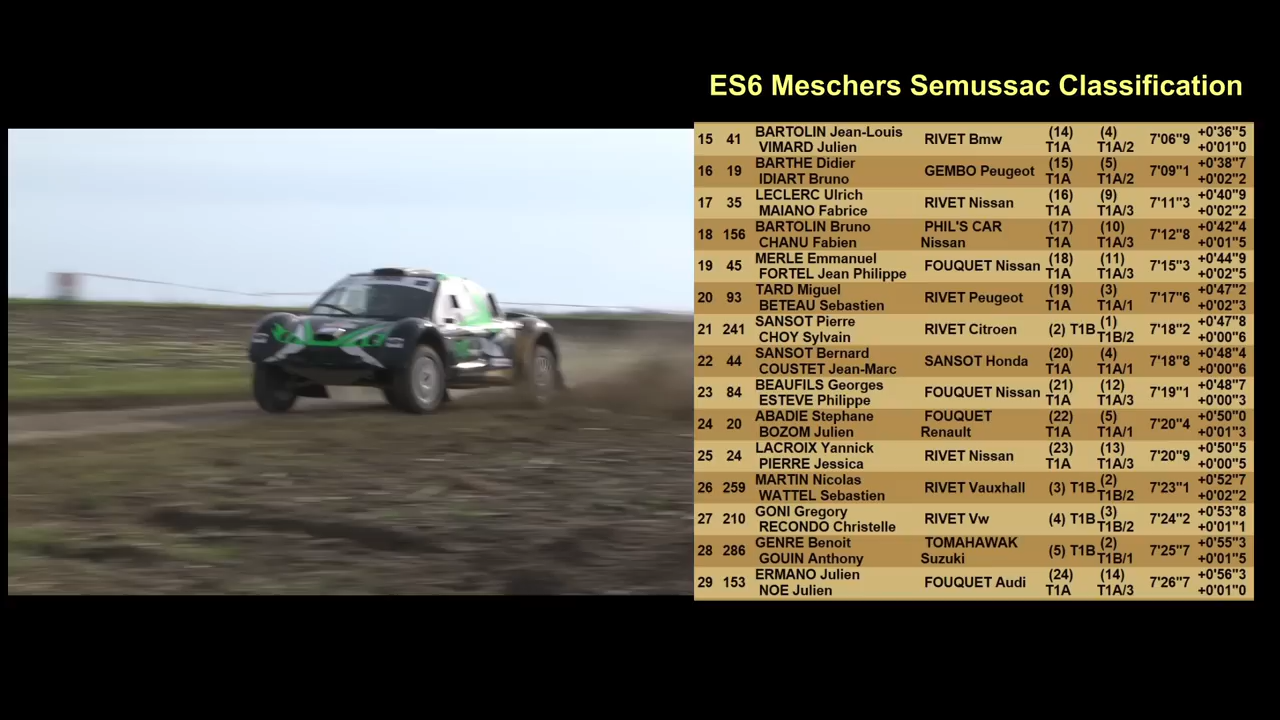 ES6 Meschers Semussac Classification
15 41 BARTOLIN Jean-Louis RIVET Bmw (14) (4) 7'06"9 +0'36"5
VIMARD Julien T1A T1A/2 +0'01"0
16 19 BARTHE Didier GEMBO Peugeot (15) (5) 7'09"1 +0'38"7
IDIART Bruno T1A T1A/2 +0'02"2
17 35 LECLERC Ulrich RIVET Nissan (16) (9) 7'11"3 +0'40"9
MAIANO Fabrice T1A T1A/3 +0'02"2
18 156 BARTOLIN Bruno PHIL'S CAR (17) (10) 7'12"8 +0'42"4
CHANU Fabien Nissan T1A T1A/3 +0'01"5
19 45 MERLE Emmanuel FOUQUET Nissan (18) (11) 7'15"3 +0'44"9
FORTEL Jean Philippe T1A T1A/3 +0'02"5
20 93 TARD Miguel RIVET Peugeot (19) (3) 7'17"6 +0'47"2
BETEAU Sebastien T1A T1A/1 +0'02"3
21 241 SANSOT Pierre RIVET Citroen (2) T1B (1) 7'18"2 +0'47"8
CHOY Sylvain T1B/2 +0'00"6
22 44 SANSOT Bernard SANSOT Honda (20) (4) 7'18"8 +0'48"4
COUSTET Jean-Marc T1A T1A/1 +0'00"6
23 84 BEAUFILS Georges FOUQUET Nissan (21) (12) 7'19"1 +0'48"7
ESTEVE Philippe T1A T1A/3 +0'00"3
24 20 ABADIE Stephane FOUQUET (22) (5) 7'20"4 +0'50"0
BOZOM Julien Renault T1A T1A/1 +0'01"3
25 24 LACROIX Yannick RIVET Nissan (23) (13) 7'20"9 +0'50"5
PIERRE Jessica T1A T1A/3 +0'00"5
26 259 MARTIN Nicolas RIVET Vauxhall (3) T1B (2) 7'23"1 +0'52"7
WATTEL Sebastien T1B/2 +0'02"2
27 210 GONI Gregory RIVET Vw (4) T1B (3) 7'24"2 +0'53"8
RECONDO Christelle T1B/2 +0'01"1
28 286 GENRE Benoit TOMAHAWAK (5) T1B (2) 7'25"7 +0'55"3
GOUIN Anthony Suzuki T1B/1 +0'01"5
29 153 ERMANO Julien FOUQUET Audi (24) (14) 7'26"7 +0'56"3
NOE Julien T1A T1A/3 +0'01"0